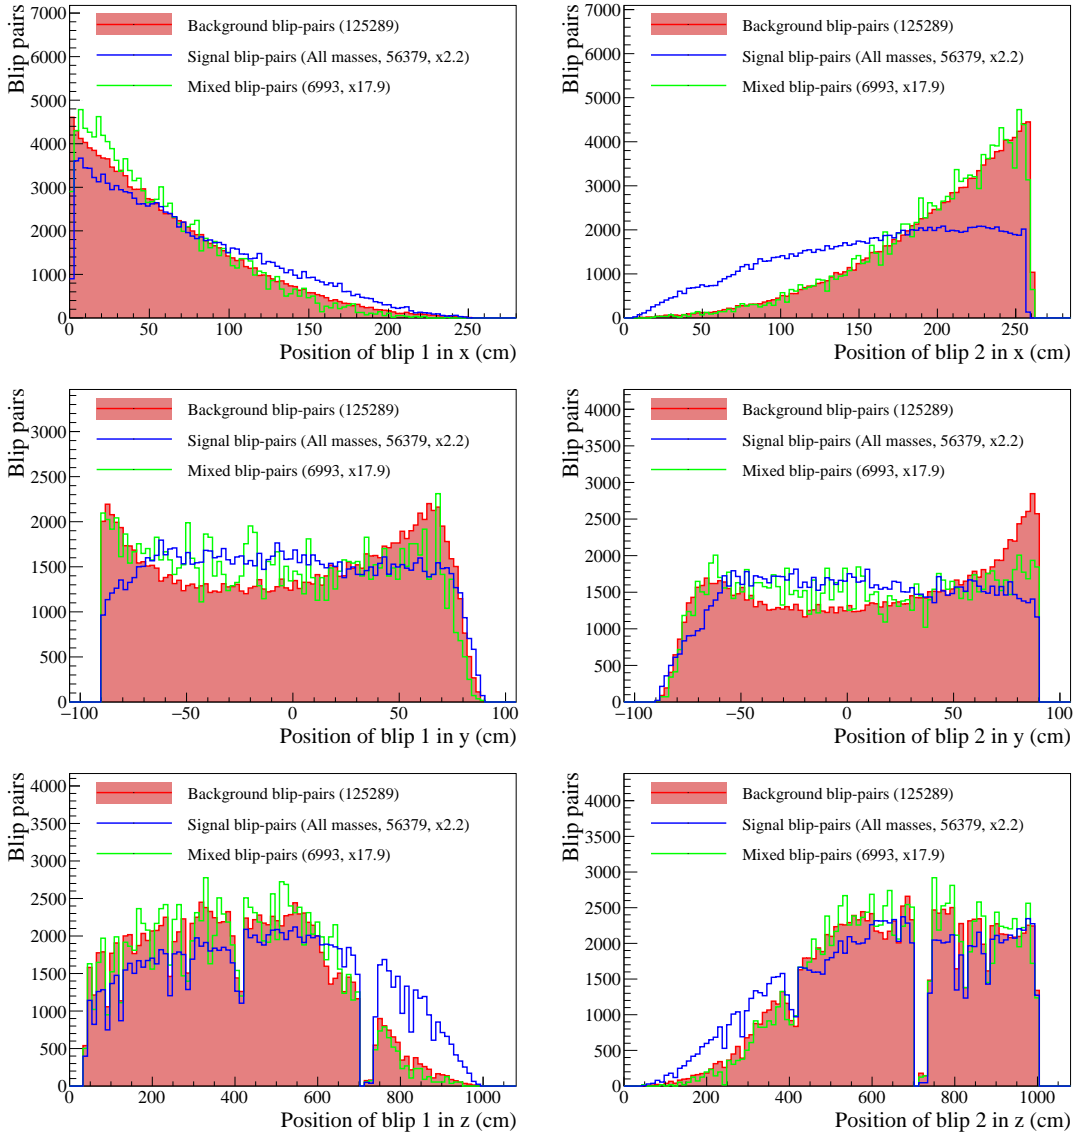 Blip pairs
7000
6000
5000
4000
3000
2000
1000
0
Background blip-pairs (125289)
Signal blip-pairs (All masses, 56379, x2.2)
Mixed blip-pairs (6993, x17.9)
0 50 100 150 200 250
Position of blip 1 in x (cm)
Blip pairs
7000
6000
5000
4000
3000
2000
1000
0
Background blip-pairs (125289)
Signal blip-pairs (All masses, 56379, x2.2)
Mixed blip-pairs (6993, x17.9)
0 50 100 150 200 250
Position of blip 2 in x (cm)
Blip pairs
3000
2500
2000
1500
1000
500
0
Background blip-pairs (125289)
Signal blip-pairs (All masses, 56379, x2.2)
Mixed blip-pairs (6993, x17.9)
−100 −50 0 50 100
Position of blip 1 in y (cm)
Blip pairs
4000
3500
3000
2500
2000
1500
1000
500
0
Background blip-pairs (125289)
Signal blip-pairs (All masses, 56379, x2.2)
Mixed blip-pairs (6993, x17.9)
−100 −50 0 50 100
Position of blip 2 in y (cm)
Blip pairs
4000
3500
3000
2500
2000
1500
1000
500
0
Background blip-pairs (125289)
Signal blip-pairs (All masses, 56379, x2.2)
Mixed blip-pairs (6993, x17.9)
0 200 400 600 800 1000
Position of blip 1 in z (cm)
Blip pairs
4000
3500
3000
2500
2000
1500
1000
500
0
Background blip-pairs (125289)
Signal blip-pairs (All masses, 56379, x2.2)
Mixed blip-pairs (6993, x17.9)
0 200 400 600 800 1000
Position of blip 2 in z (cm)